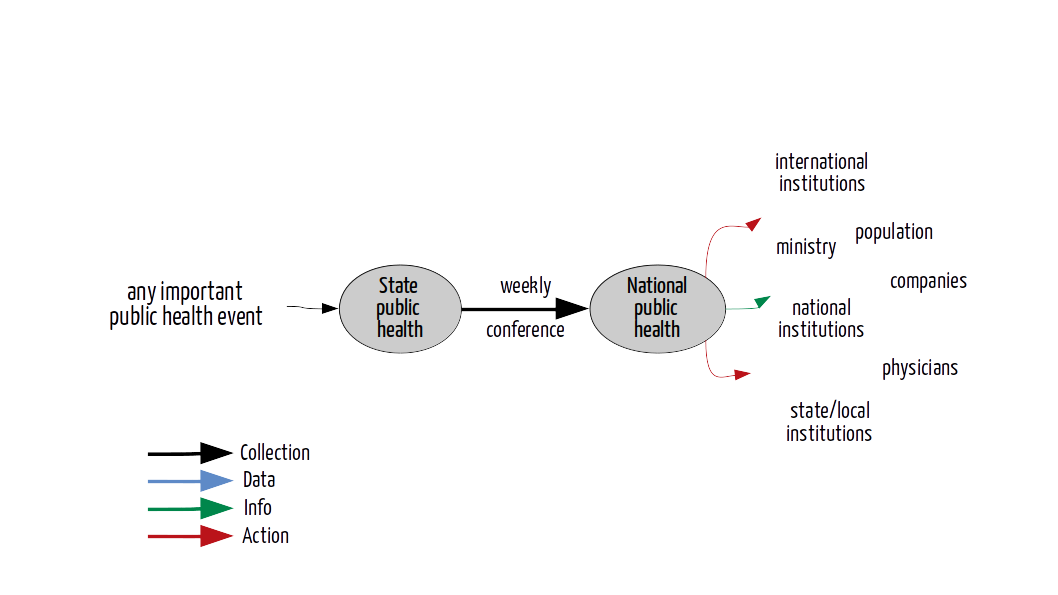 international
institutions
population
ministry
companies
any important
public health event
State
public
health
weekly
conference
National
public
health
national
institutions
physicians
state/local
institutions
Collection
Data
Info
Action